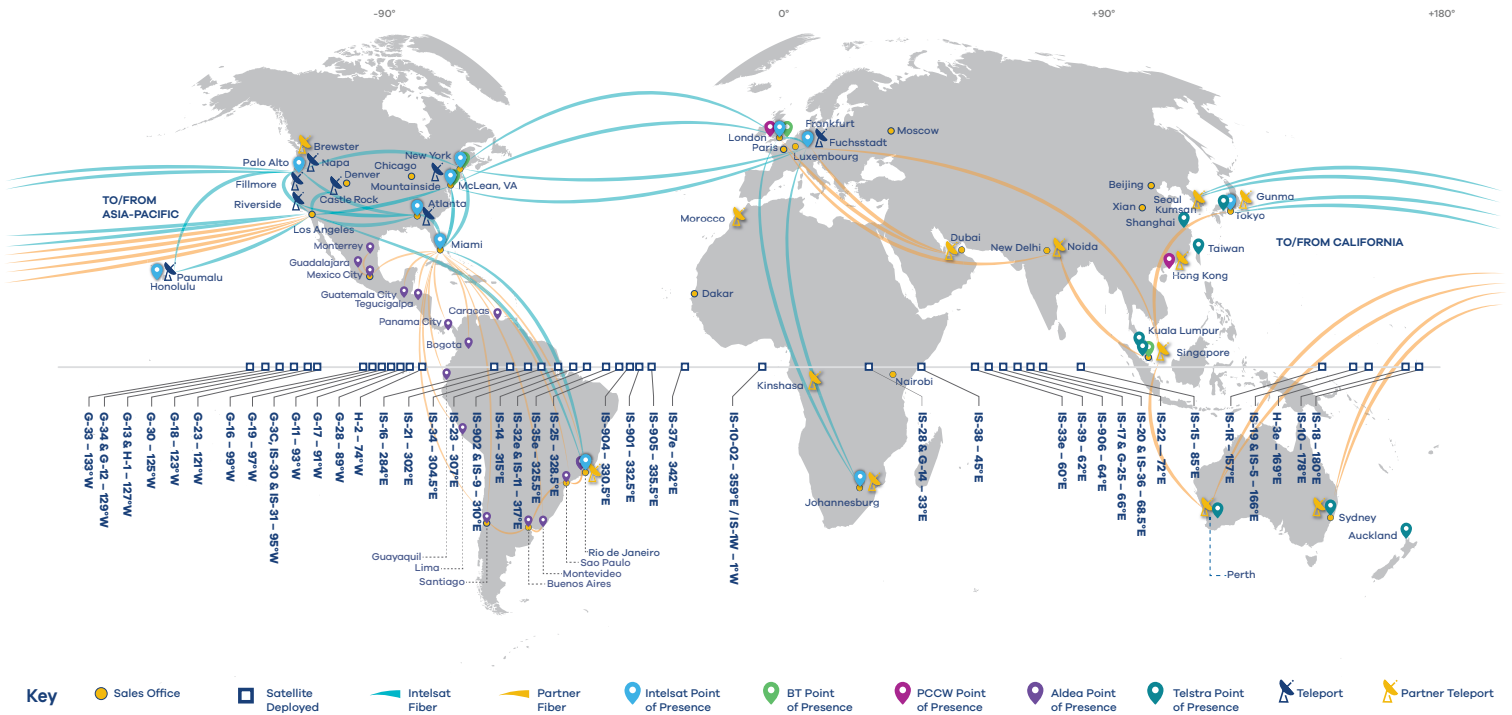 -90°
0°
+90°
+180°
Brewster
Palo Alto
Napa
Fillmore
Denver
Riverside
Castle Rock
Los Angeles
Chicago
New York
Mountainside
McLean, VA
Atlanta
Miami
TO/FROM
ASIA-PACIFIC
Paumalu
Honolulu
Monterrey
Guadalajara
Mexico City
Guatemala City
Tegucigalpa
Panama City
Caracas
Bogota
London
Paris
Frankfurt
Fuchsstadt
Luxembourg
Moscow
Morocco
Dakar
Dubai
New Delhi
Noida
Beijing
Xian
Shanghai
Seoul
Kumsan
Gunma
Tokyo
Taiwan
Hong Kong
TO/FROM CALIFORNIA
Kuala Lumpur
Singapore
Kinshasa
Nairobi
Johannesburg
G-33 – 133°W
G-34 & G-12 – 129°W
G-13 & H-1 – 127°W
G-30 – 125°W
G-18 – 123°W
G-23 – 121°W
G-16 – 99°W
G-19 – 97°W
G-3C, IS-30 & IS-31 – 95°W
G-11 – 93°W
G-17 – 91°W
G-28 – 89°W
H-2 – 74°W
IS-16 – 284°E
IS-21 – 302°E
IS-34 – 304.5°E
IS-23 – 307°E
IS-902 & IS-9 – 310°E
IS-14 – 315°E
IS-32e & IS-11 – 317°E
IS-35e – 325.5°E
IS-25 – 328.5°E
IS-904 – 330.5°E
IS-901 – 332.5°E
IS-905 – 335.5°E
IS-37e – 342°E
IS-10-02 – 359°E / IS-1W – 1°W
IS-28 & G-14 – 33°E
IS-38 – 45°E
IS-33e – 60°E
IS-39 – 62°E
IS-906 – 64°E
IS-17 & G-25 – 66°E
IS-20 & IS-36 – 68.5°E
IS-22 – 72°E
IS-15 – 85°E
IS-1R – 157°E
IS-19 & IS-5 – 166°E
H-3e – 169°E
IS-10 – 178°E
IS-18 – 180°E
Guayaquil
Lima
Santiago
Rio de Janeiro
Sao Paulo
Montevideo
Buenos Aires
Perth
Sydney
Auckland
Key
Sales Office
Satellite
Deployed
Intelsat
Fiber
Partner
Fiber
Intelsat Point
of Presence
BT Point
of Presence
PCCW Point
of Presence
Aldea Point
of Presence
Telstra Point
of Presence
Teleport
Partner Teleport